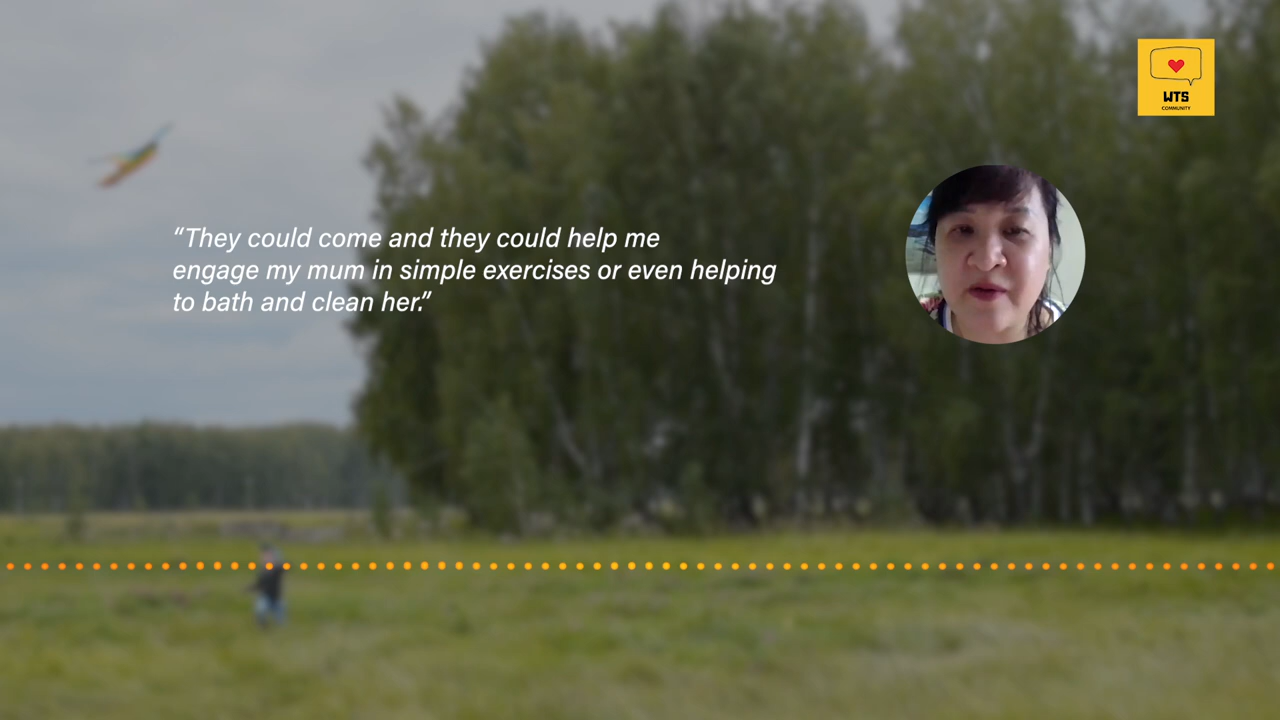 “They could come and they could help me
engage my mum in simple exercises or even helping
to bath and clean her.”
WTS
COMMUNITY